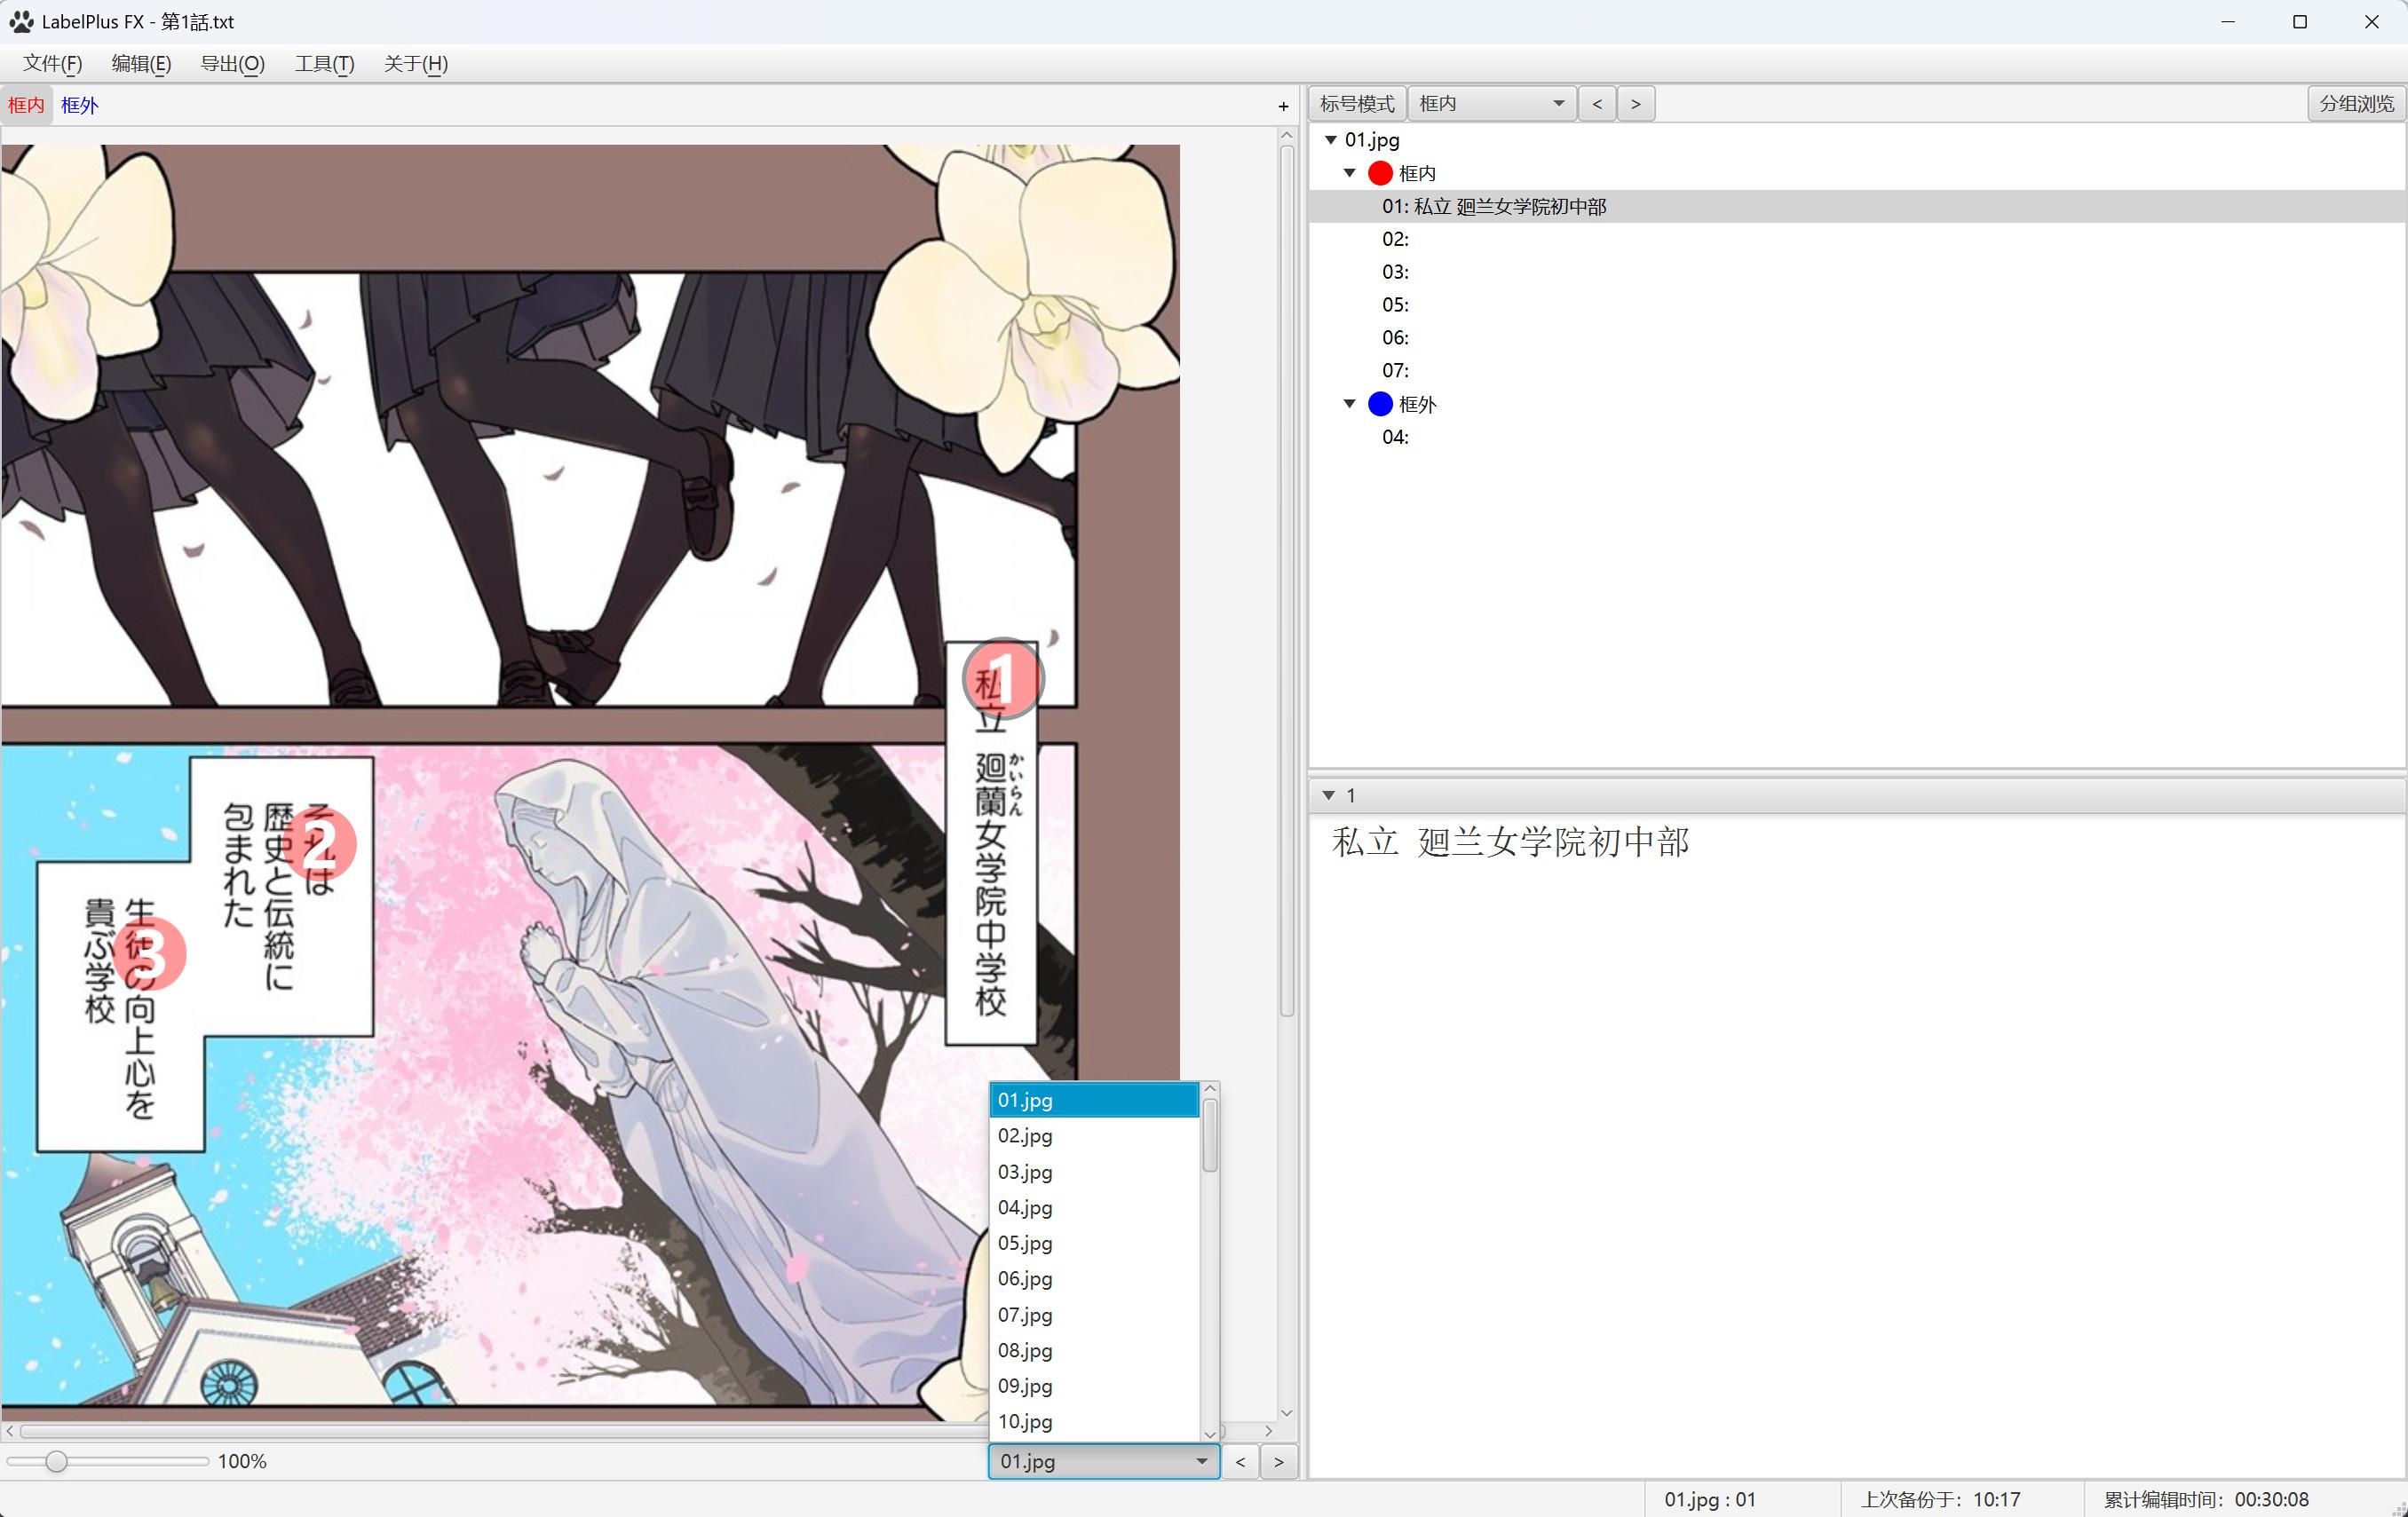 LabelPlus FX - 第1話.txt
文件(F) 编辑(E) 导出(O) 工具(T) 关于(H)
框内 框外 +
标号模式 框内 < > 分组浏览
01.jpg
框内
01: 私立 廻兰女学院初中部
02:
03:
05:
06:
07:
框外
04:
1
私立 廻兰女学院初中部
1
私立 廻蘭女学院中学校
かいらん
2
それは
歴史と伝統に
包まれた
3
生徒の向上心を
貴ぶ学校
01.jpg
02.jpg
03.jpg
04.jpg
05.jpg
06.jpg
07.jpg
08.jpg
09.jpg
10.jpg
100% 01.jpg < >
01.jpg : 01 上次备份于：10:17 累计编辑时间：00:30:08